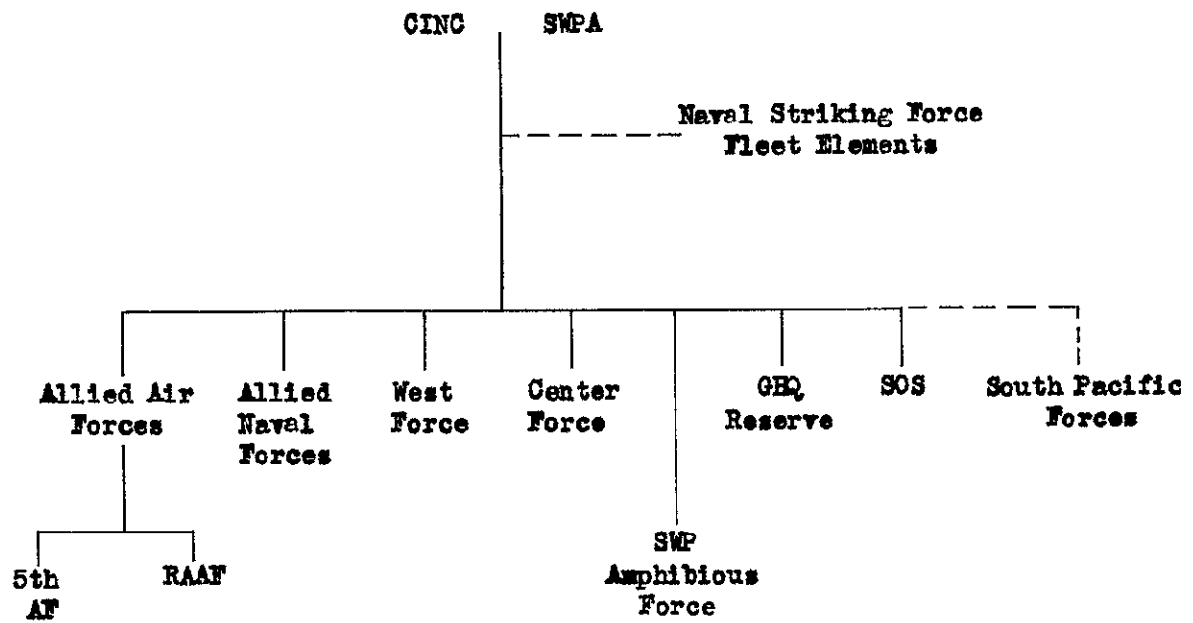 CINC SWPA
Naval Striking Force
Fleet Elements
Allied Air
Forces
Allied
Naval
Forces
West
Force
Center
Force
GHQ
Reserve
SOS
South Pacific
Forces
5th
AF
RAAF
SWP
Amphibious
Force